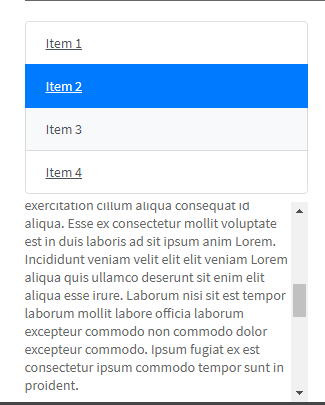 Item 1
Item 2
Item 3
Item 4
exercitation cillum aliqua consequat id
aliqua. Esse ex consectetur mollit voluptate
est in duis laboris ad sit ipsum anim Lorem.
Incididunt veniam velit elit elit veniam Lorem
aliqua quis ullamco deserunt sit enim elit
aliqua esse irure. Laborum nisi sit est tempor
laborum mollit labore officia laborum
excepteur commodo non commodo dolor
excepteur commodo. Ipsum fugiat ex est
consectetur ipsum commodo tempor sunt in
proident.